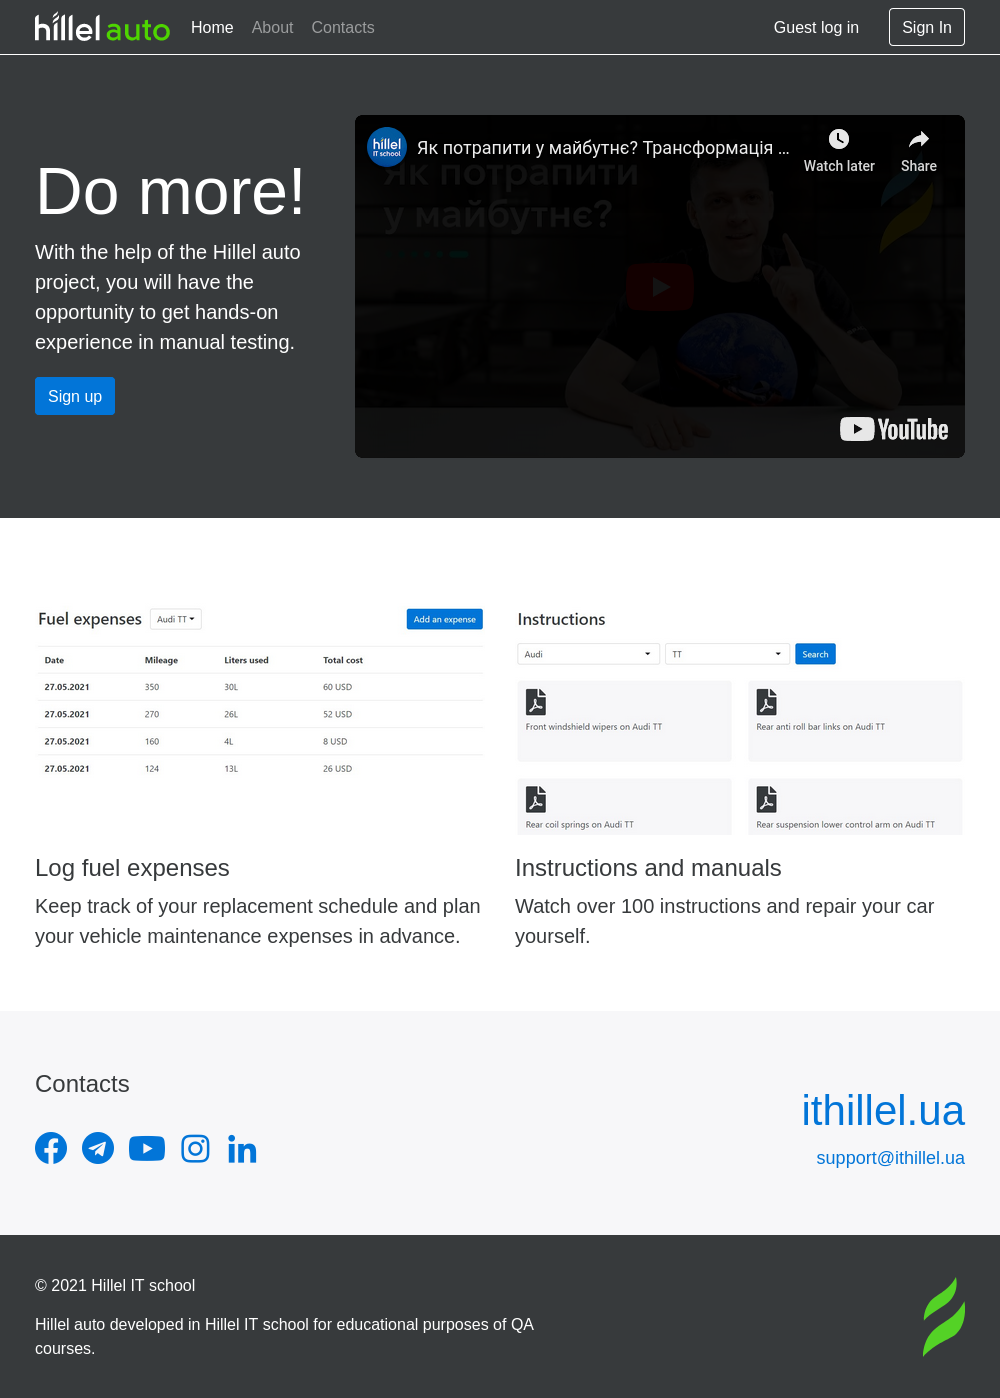 hillel auto Home About Contacts Guest log in Sign In
Do more!
With the help of the Hillel auto
project, you will have the
opportunity to get hands-on
experience in manual testing.
Sign up
hillel
IT school
Як потрапити у майбутнє? Трансформація ...
Watch later
Share
Як потрапити
у майбутнє?
YouTube
Fuel expenses Audi TT Add an expense
Date Mileage Liters used Total cost
27.05.2021 350 30L 60 USD
27.05.2021 270 26L 52 USD
27.05.2021 160 4L 8 USD
27.05.2021 124 13L 26 USD
Log fuel expenses
Keep track of your replacement schedule and plan
your vehicle maintenance expenses in advance.
Instructions
Audi TT Search
Front windshield wipers on Audi TT
Rear anti roll bar links on Audi TT
Rear coil springs on Audi TT
Rear suspension lower control arm on Audi TT
Instructions and manuals
Watch over 100 instructions and repair your car
yourself.
Contacts
ithillel.ua
support@ithillel.ua
© 2021 Hillel IT school
Hillel auto developed in Hillel IT school for educational purposes of QA
courses.